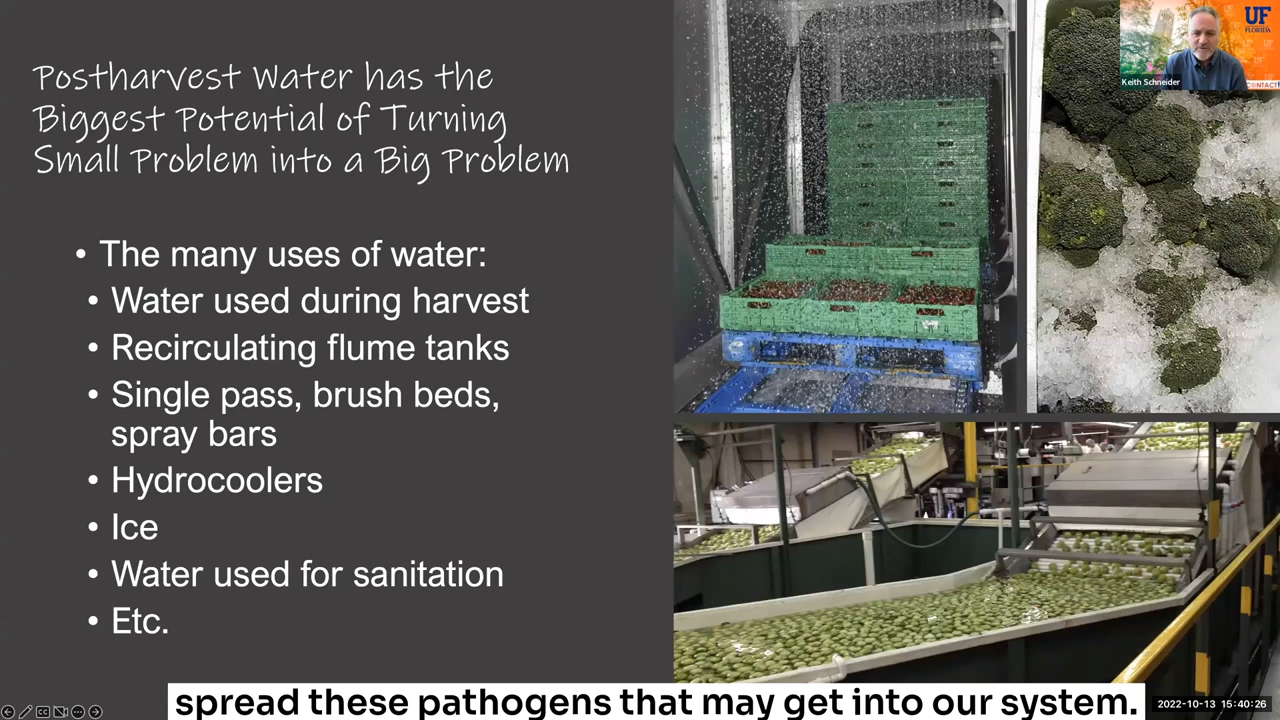 Postharvest Water has the
Biggest Potential of Turning
Small Problem into a Big Problem
• The many uses of water:
• Water used during harvest
• Recirculating flume tanks
• Single pass, brush beds,
spray bars
• Hydrocoolers
• Ice
• Water used for sanitation
• Etc.
UF
FLORIDA
Keith Schneider
spread these pathogens that may get into our system.
2022-10-13 15:40:26